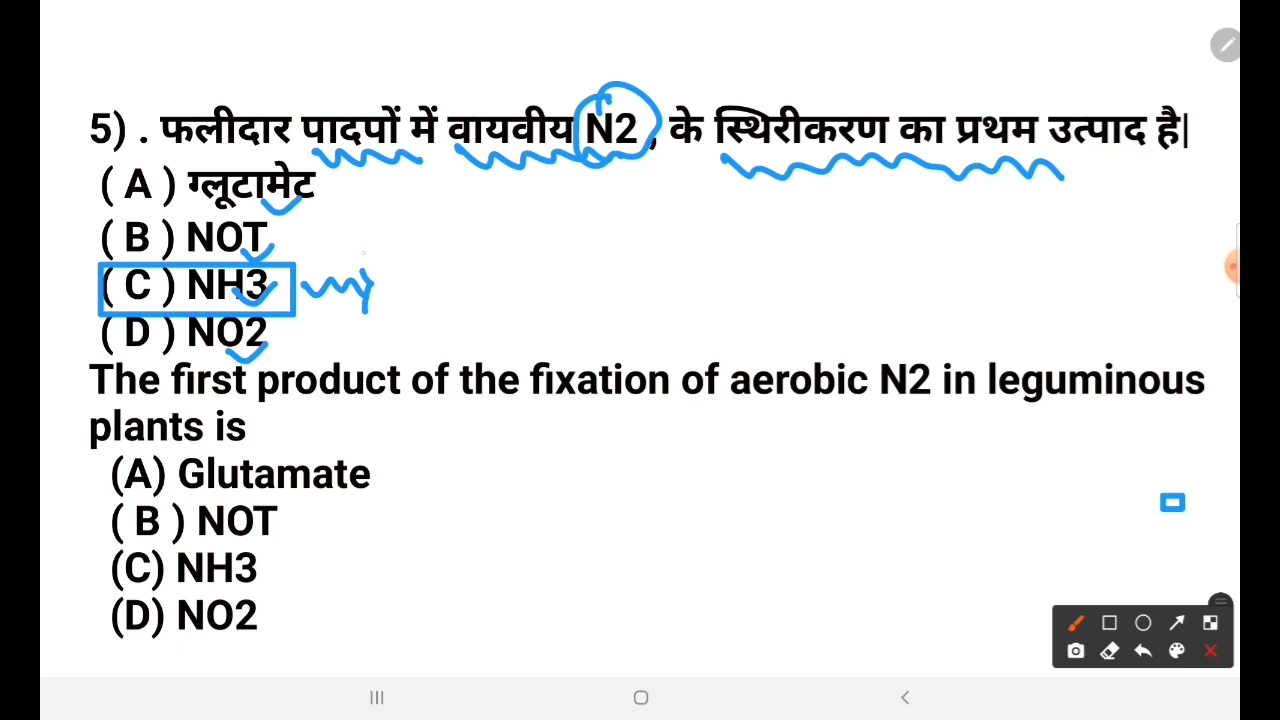 5) . फलीदार पादपों में वायवीय N2 , के स्थिरीकरण का प्रथम उत्पाद है|
( A ) ग्लूटामेट
( B ) NOT
( C ) NH3
( D ) NO2
The first product of the fixation of aerobic N2 in leguminous
plants is
(A) Glutamate
( B ) NOT
(C) NH3
(D) NO2